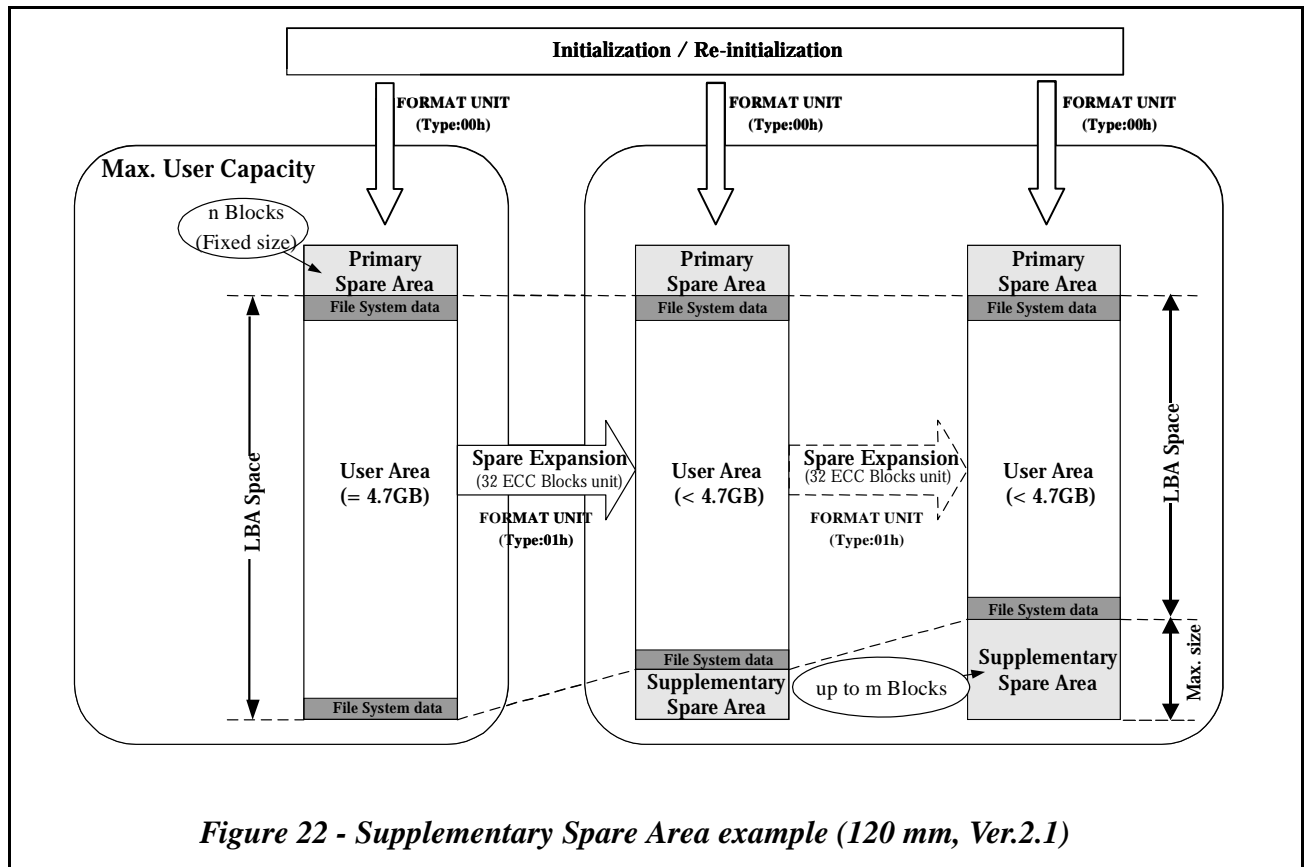 Initialization / Re-initialization
FORMAT UNIT
(Type:00h)
FORMAT UNIT
(Type:00h)
FORMAT UNIT
(Type:00h)
Max. User Capacity
n Blocks
(Fixed size)
Primary
Spare Area
File System data
User Area
(= 4.7GB)
File System data
LBA Space
Spare Expansion
(32 ECC Blocks unit)
FORMAT UNIT
(Type:01h)
Primary
Spare Area
File System data
User Area
(< 4.7GB)
File System data
Supplementary
Spare Area
Spare Expansion
(32 ECC Blocks unit)
FORMAT UNIT
(Type:01h)
up to m Blocks
Primary
Spare Area
File System data
User Area
(< 4.7GB)
File System data
Supplementary
Spare Area
LBA Space
Max. size
Figure 22 - Supplementary Spare Area example (120 mm, Ver.2.1)